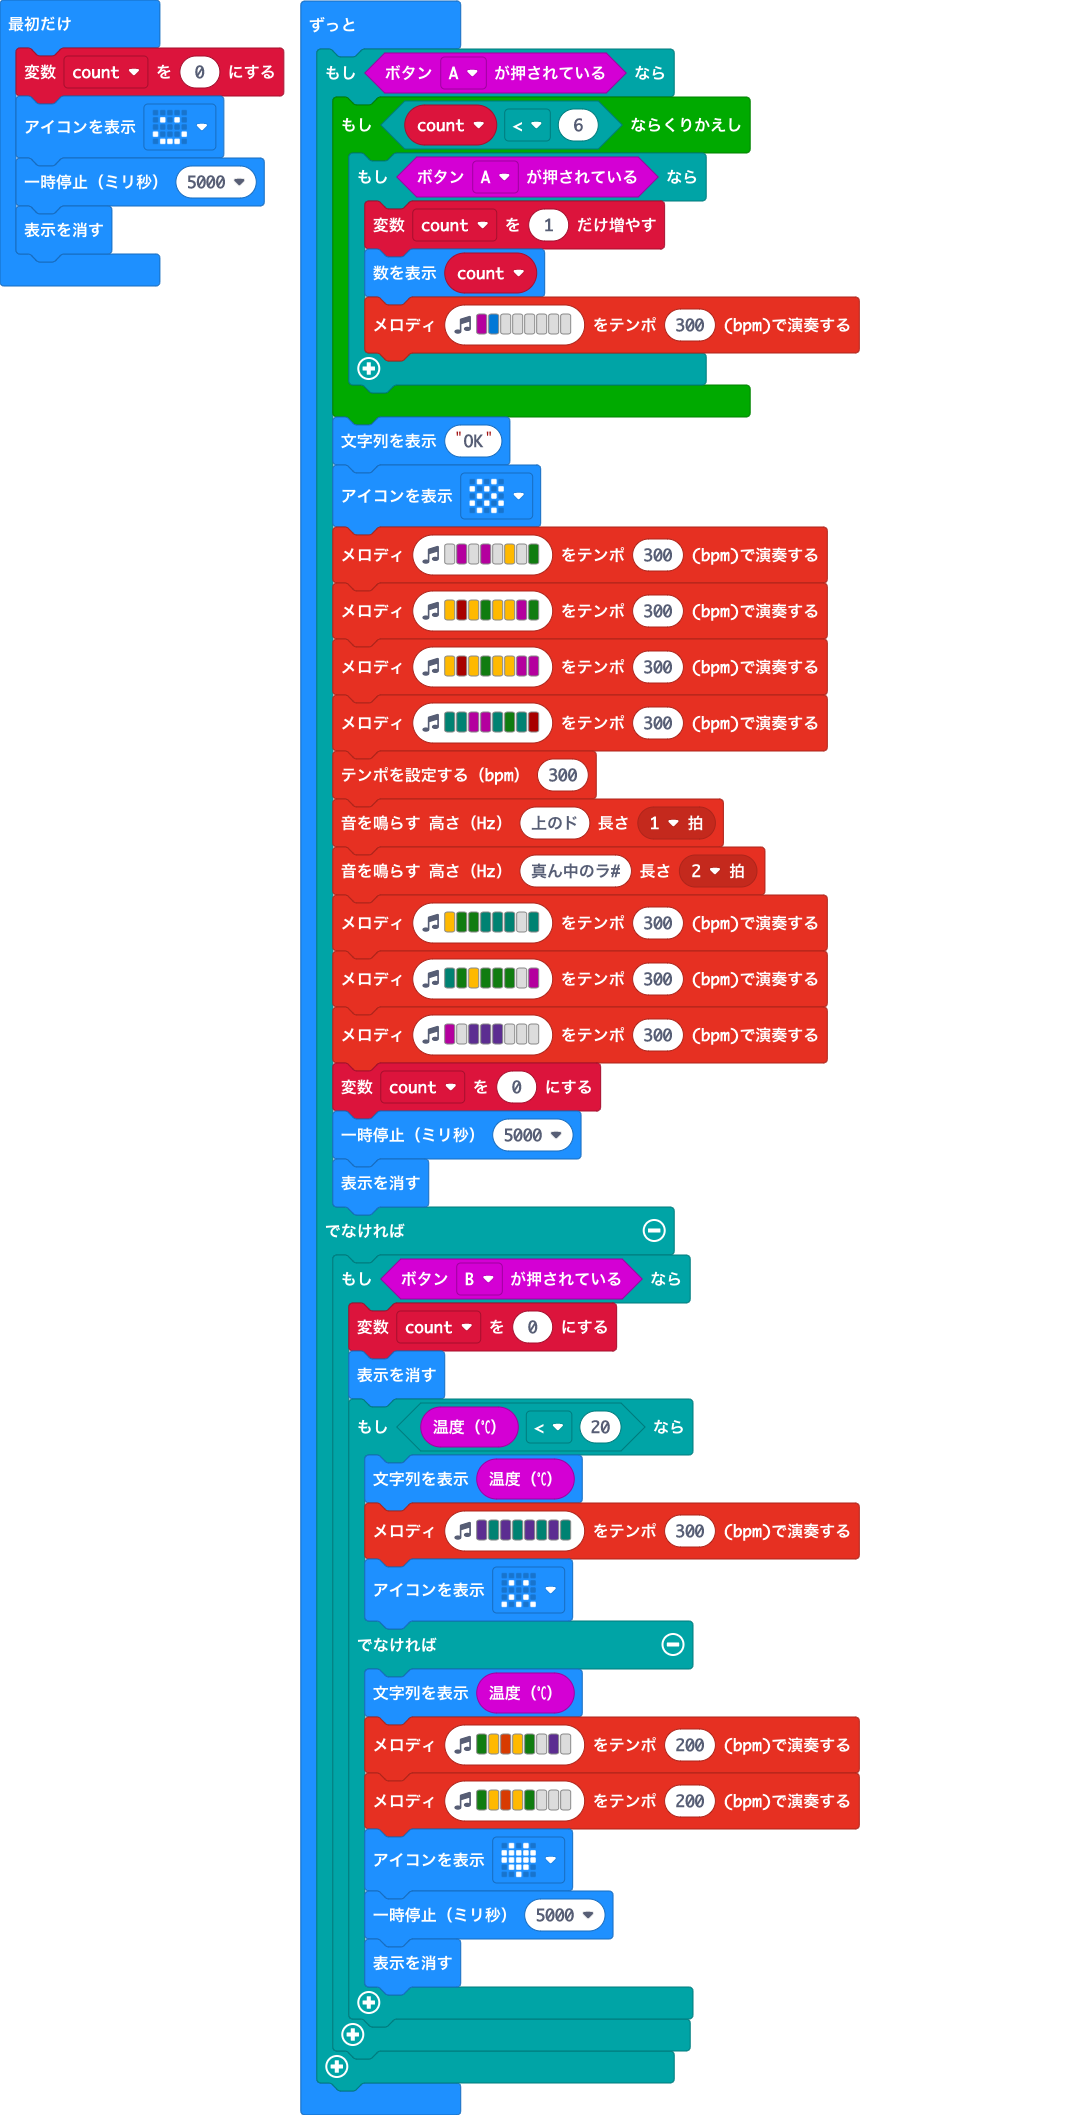 最初だけ
変数 count を 0 にする
アイコンを表示
一時停止（ミリ秒） 5000
表示を消す
ずっと
もし ボタン A が押されている なら
もし count < 6 ならくりかえし
もし ボタン A が押されている なら
変数 count を 1 だけ増やす
数を表示 count
メロディ をテンポ 300 (bpm)で演奏する
文字列を表示 "OK"
アイコンを表示
メロディ をテンポ 300 (bpm)で演奏する
メロディ をテンポ 300 (bpm)で演奏する
メロディ をテンポ 300 (bpm)で演奏する
メロディ をテンポ 300 (bpm)で演奏する
テンポを設定する（bpm） 300
音を鳴らす 高さ（Hz） 上のド 長さ 1 拍
音を鳴らす 高さ（Hz） 真ん中のラ# 長さ 2 拍
メロディ をテンポ 300 (bpm)で演奏する
メロディ をテンポ 300 (bpm)で演奏する
メロディ をテンポ 300 (bpm)で演奏する
変数 count を 0 にする
一時停止（ミリ秒） 5000
表示を消す
でなければ
もし ボタン B が押されている なら
変数 count を 0 にする
表示を消す
もし 温度（℃） < 20 なら
文字列を表示 温度（℃）
メロディ をテンポ 300 (bpm)で演奏する
アイコンを表示
でなければ
文字列を表示 温度（℃）
メロディ をテンポ 200 (bpm)で演奏する
メロディ をテンポ 200 (bpm)で演奏する
アイコンを表示
一時停止（ミリ秒） 5000
表示を消す